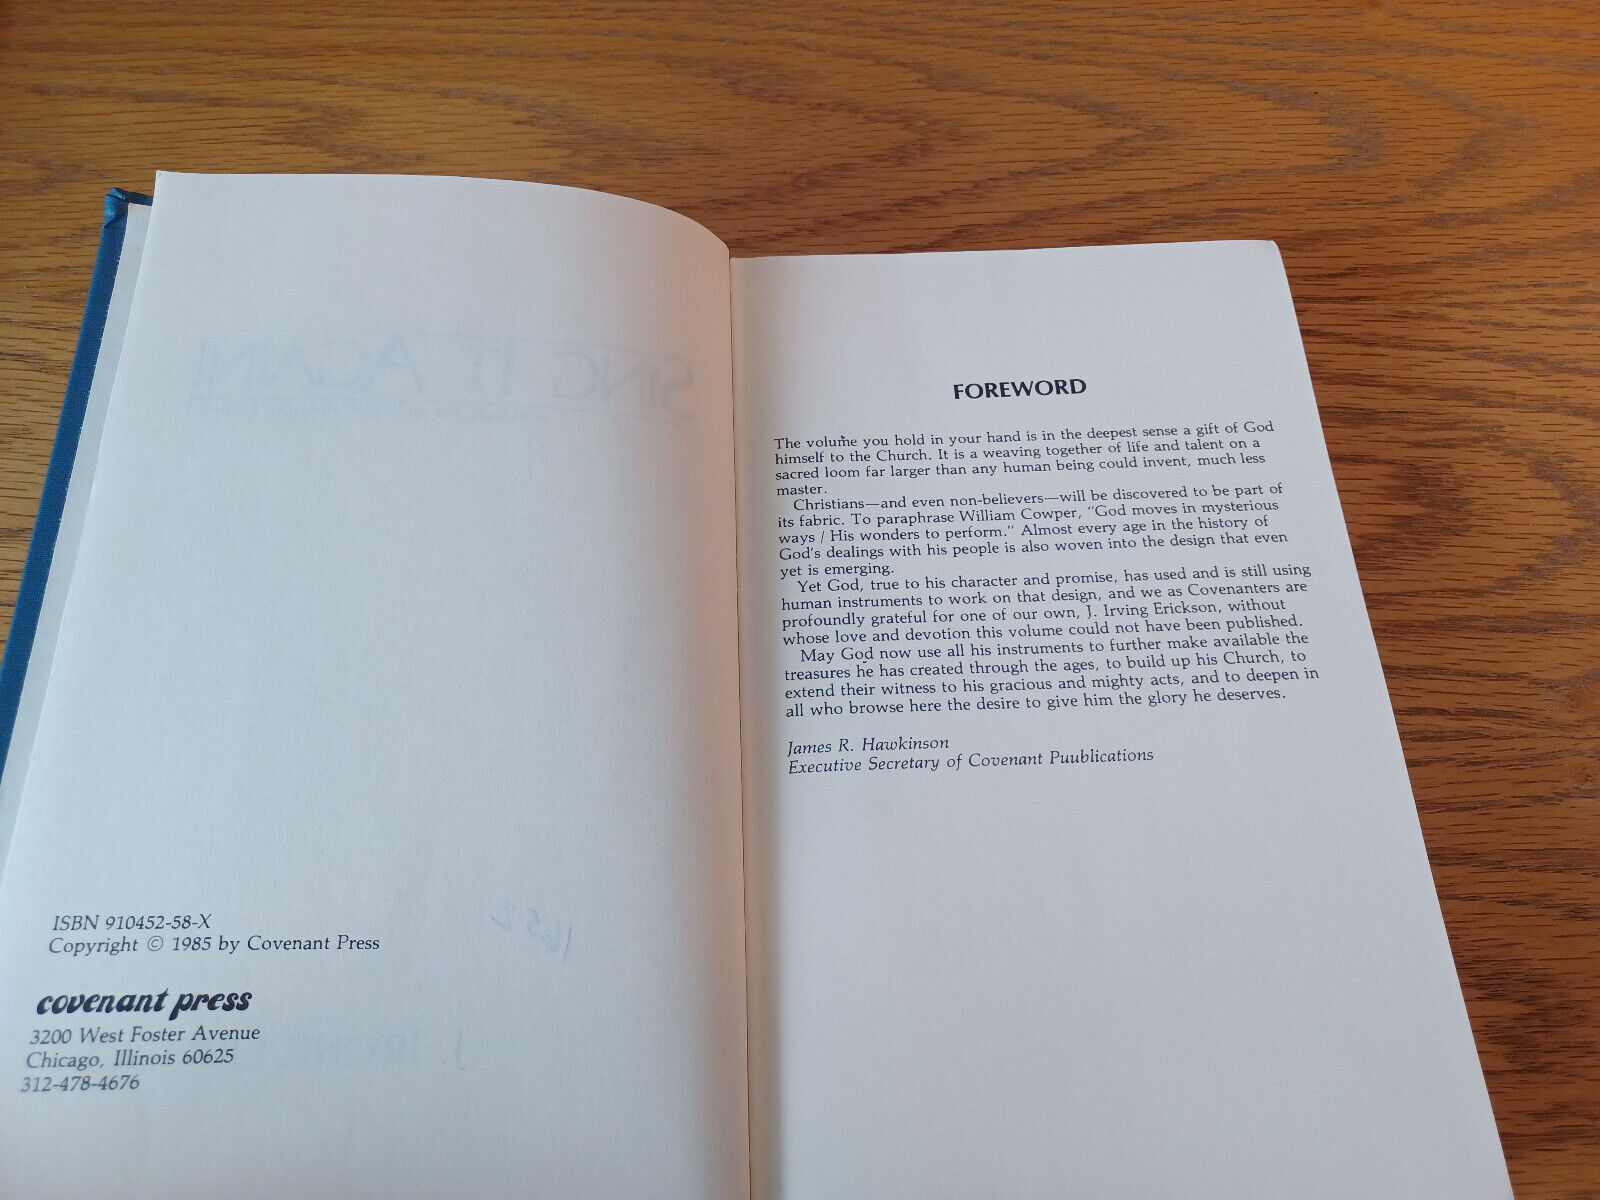 SING IT AGAIN!
ISBN 910452-58-X
Copyright © 1985 by Covenant Press
covenant press
3200 West Foster Avenue
Chicago, Illinois 60625
312-478-4676
FOREWORD
The volume you hold in your hand is in the deepest sense a gift of God
himself to the Church. It is a weaving together of life and talent on a
sacred loom far larger than any human being could invent, much less
master.
Christians—and even non-believers—will be discovered to be part of
its fabric. To paraphrase William Cowper, “God moves in mysterious
ways / His wonders to perform.” Almost every age in the history of
God’s dealings with his people is also woven into the design that even
yet is emerging.
Yet God, true to his character and promise, has used and is still using
human instruments to work on that design, and we as Covenanters are
profoundly grateful for one of our own, J. Irving Erickson, without
whose love and devotion this volume could not have been published.
May God now use all his instruments to further make available the
treasures he has created through the ages, to build up his Church, to
extend their witness to his gracious and mighty acts, and to deepen in
all who browse here the desire to give him the glory he deserves.
James R. Hawkinson
Executive Secretary of Covenant Puublications